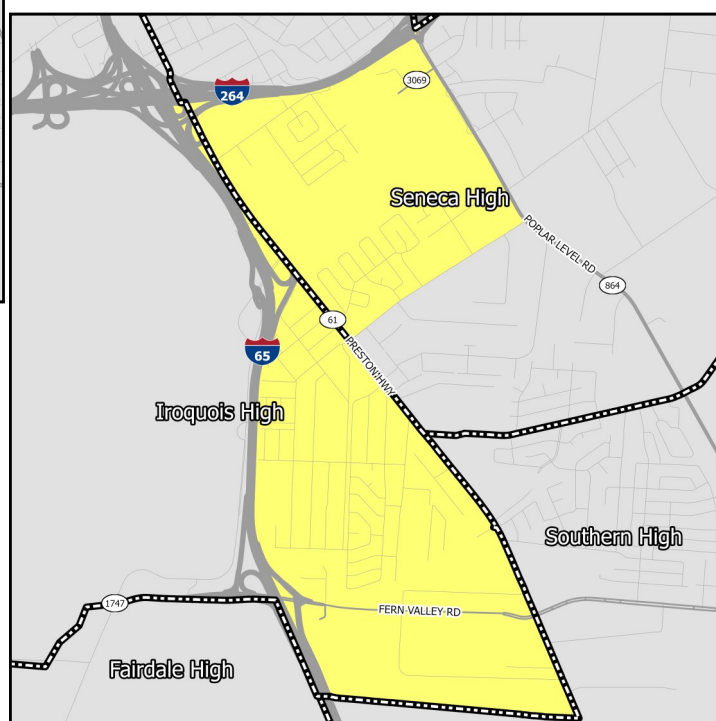 264
3069
Seneca High
POPLAR LEVEL RD
864
61
PRESTON HWY
65
Iroquois High
Southern High
1747
FERN VALLEY RD
Fairdale High